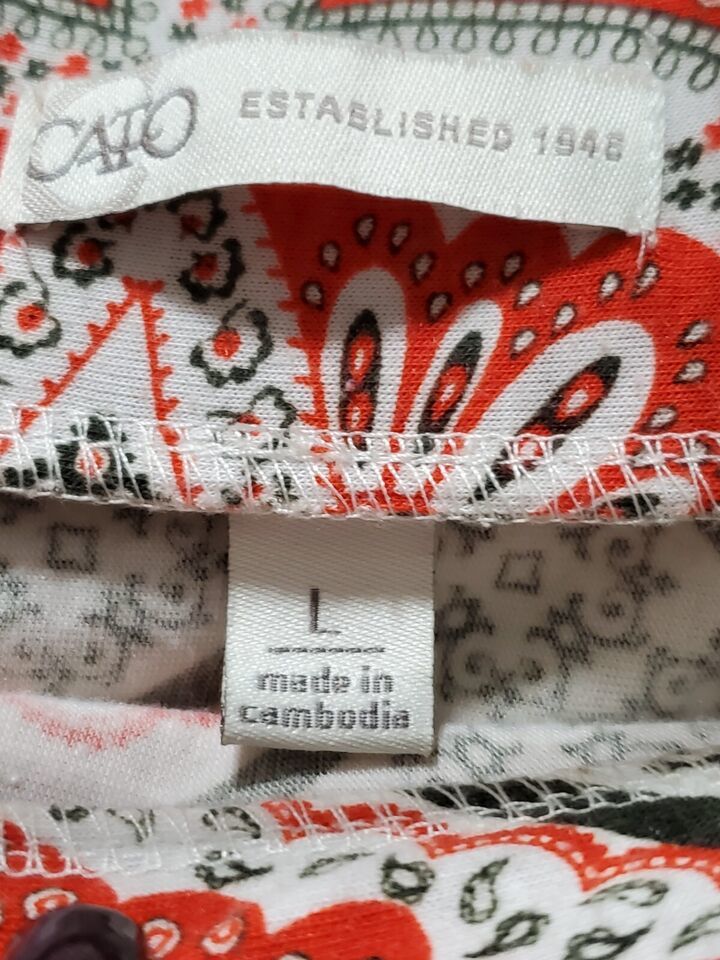 CATO ESTABLISHED 1946
L
made in
cambodia